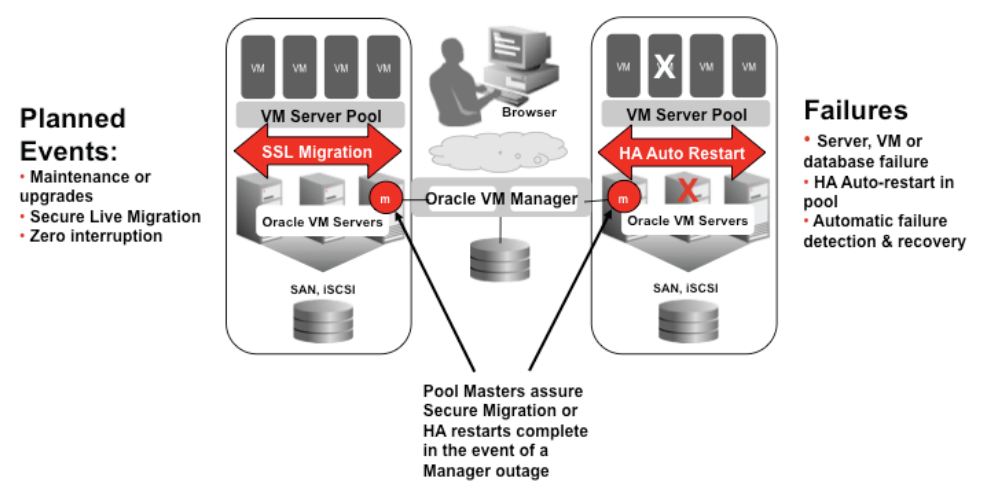 Planned
Events:
• Maintenance or
upgrades
• Secure Live Migration
• Zero interruption
VM VM VM VM
VM Server Pool
SSL Migration
m
Oracle VM Servers
SAN, iSCSI
Browser
Oracle VM Manager
VM X VM VM
VM Server Pool
HA Auto Restart
X
m
Oracle VM Servers
SAN, iSCSI
Failures
• Server, VM or
database failure
• HA Auto-restart in
pool
• Automatic failure
detection & recovery
Pool Masters assure
Secure Migration or
HA restarts complete
in the event of a
Manager outage